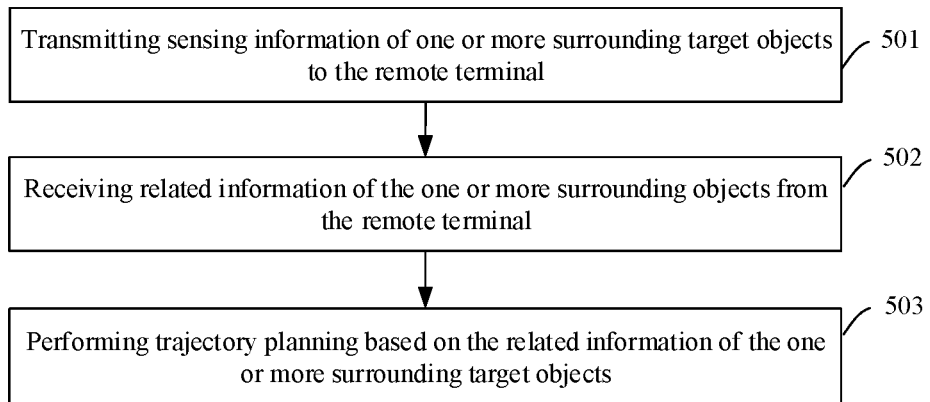 Transmitting sensing information of one or more surrounding target objects
to the remote terminal
501
Receiving related information of the one or more surrounding objects from
the remote terminal
502
Performing trajectory planning based on the related information of the one
or more surrounding target objects
503